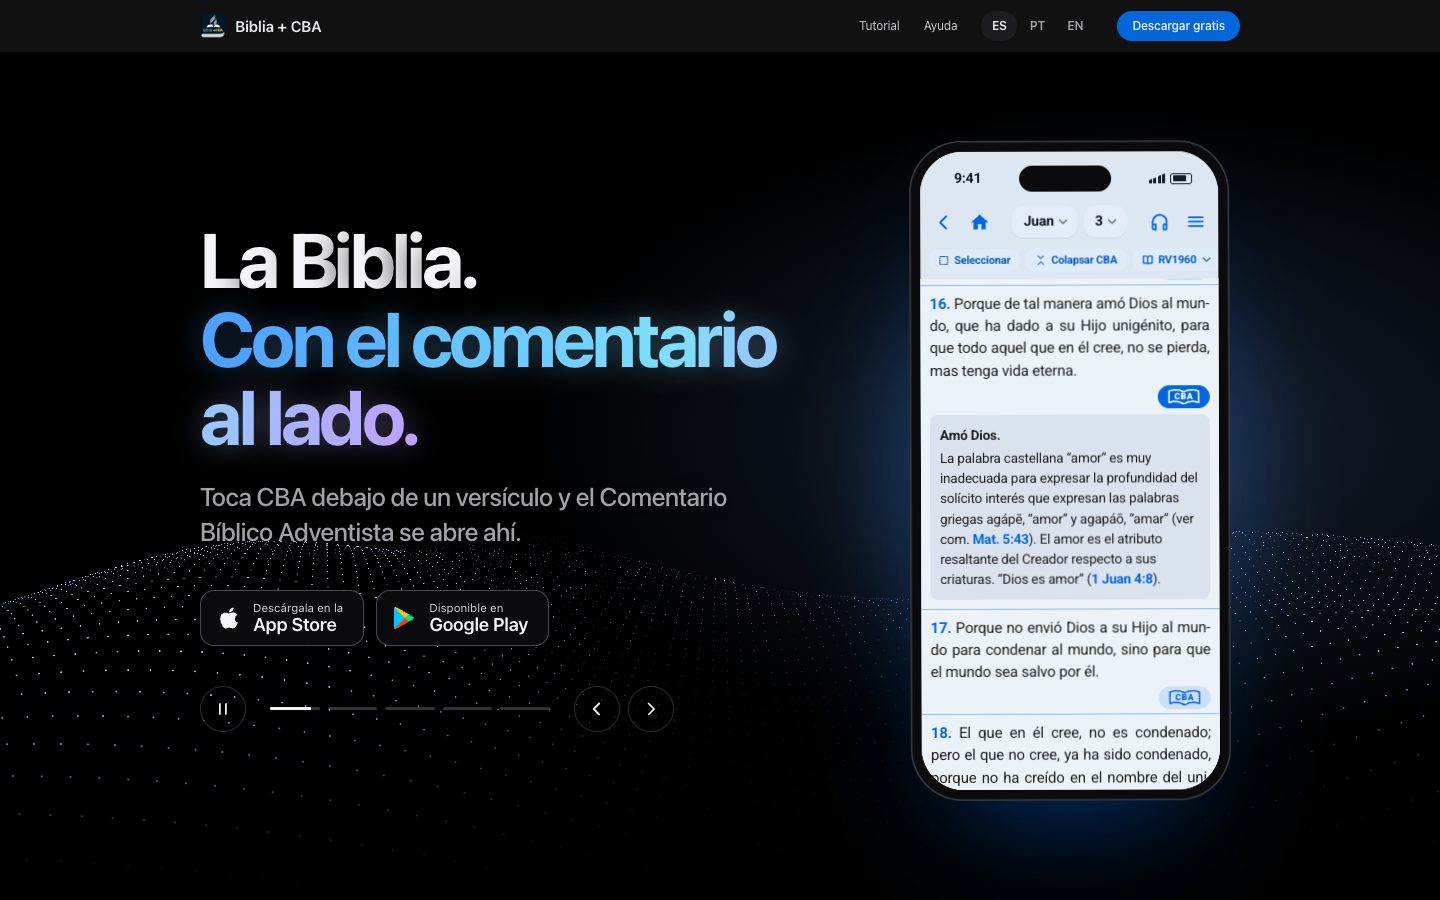 Biblia + CBA
Tutorial
Ayuda
ES
PT
EN
Descargar gratis
La Biblia.
Con el comentario
al lado.
Toca CBA debajo de un versículo y el Comentario
Bíblico Adventista se abre ahí.
Descárgala en la
App Store
Disponible en
Google Play
9:41
Juan
3
Seleccionar
Colapsar CBA
RV1960
16. Porque de tal manera amó Dios al mun-
do, que ha dado a su Hijo unigénito, para
que todo aquel que en él cree, no se pierda,
mas tenga vida eterna.
CBA
Amó Dios.
La palabra castellana “amor” es muy
inadecuada para expresar la profundidad del
solícito interés que expresan las palabras
griegas agápē, “amor” y agapáō, “amar” (ver
com. Mat. 5:43). El amor es el atributo
resaltante del Creador respecto a sus
criaturas. “Dios es amor” (1 Juan 4:8).
17. Porque no envió Dios a su Hijo al mun-
do para condenar al mundo, sino para que
el mundo sea salvo por él.
CBA
18. El que en él cree, no es condenado;
pero el que no cree, ya ha sido condenado,
porque no ha creído en el nombre del uni-